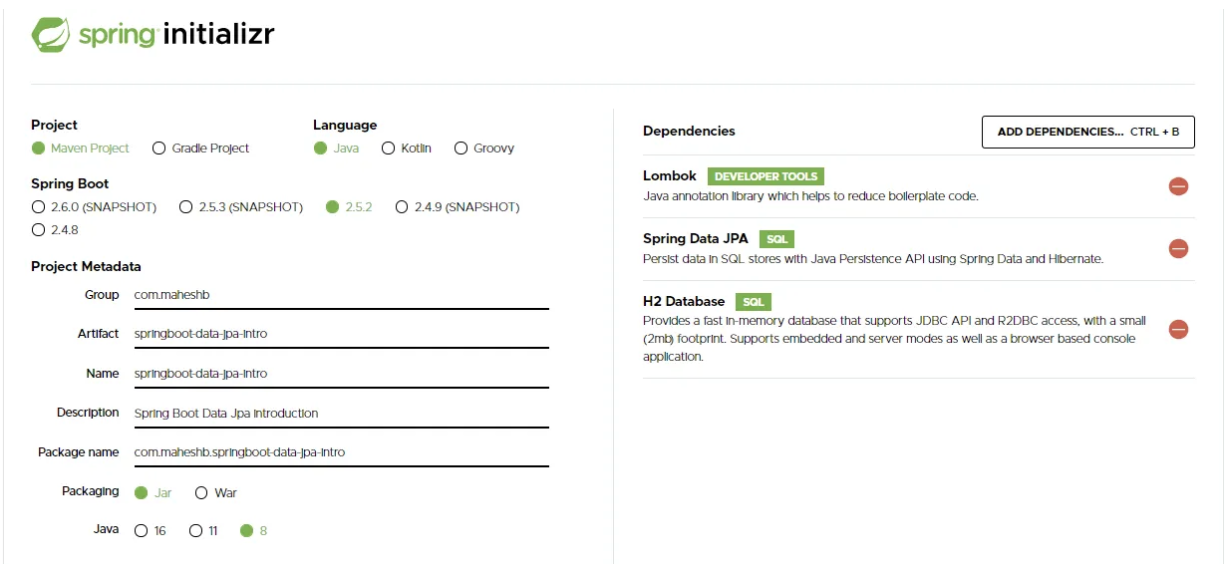 spring initializr
Project
Maven Project Gradle Project
Language
Java Kotlin Groovy
Spring Boot
2.6.0 (SNAPSHOT) 2.5.3 (SNAPSHOT) 2.5.2 2.4.9 (SNAPSHOT)
2.4.8
Project Metadata
Group com.maheshb
Artifact springboot-data-jpa-intro
Name springboot-data-jpa-intro
Description Spring Boot Data Jpa Introduction
Package name com.maheshb.springboot-data-jpa-intro
Packaging Jar War
Java 16 11 8
Dependencies
ADD DEPENDENCIES... CTRL + B
Lombok DEVELOPER TOOLS
Java annotation library which helps to reduce boilerplate code.
Spring Data JPA SQL
Persist data in SQL stores with Java Persistence API using Spring Data and Hibernate.
H2 Database SQL
Provides a fast in-memory database that supports JDBC API and R2DBC access, with a small
(2mb) footprint. Supports embedded and server modes as well as a browser based console
application.